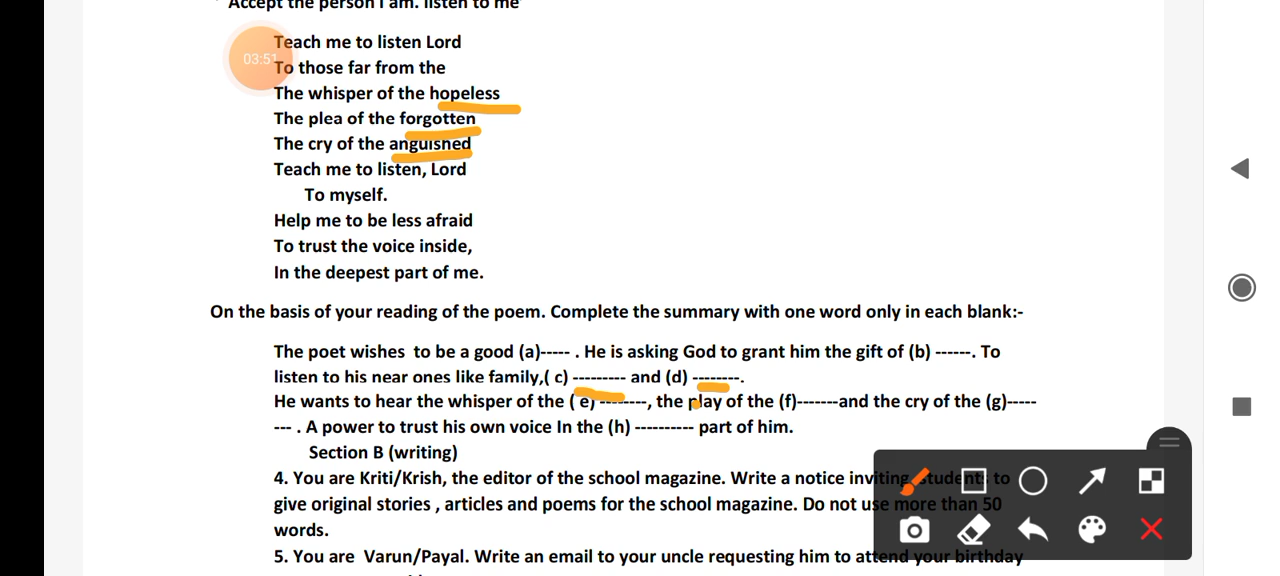 Accept the person I am. listen to me'
Teach me to listen Lord
03:51
To those far from the
The whisper of the hopeless
The plea of the forgotten
The cry of the anguished
Teach me to listen, Lord
To myself.
Help me to be less afraid
To trust the voice inside,
In the deepest part of me.
On the basis of your reading of the poem. Complete the summary with one word only in each blank:-
The poet wishes to be a good (a)----- . He is asking God to grant him the gift of (b) ------. To
listen to his near ones like family,( c) --------- and (d) --------.
He wants to hear the whisper of the ( e) --------, the play of the (f)-------and the cry of the (g)-----
--- . A power to trust his own voice In the (h) ---------- part of him.
Section B (writing)
4. You are Kriti/Krish, the editor of the school magazine. Write a notice inviting students to
give original stories , articles and poems for the school magazine. Do not use more than 50
words.
5. You are Varun/Payal. Write an email to your uncle requesting him to attend your birthday